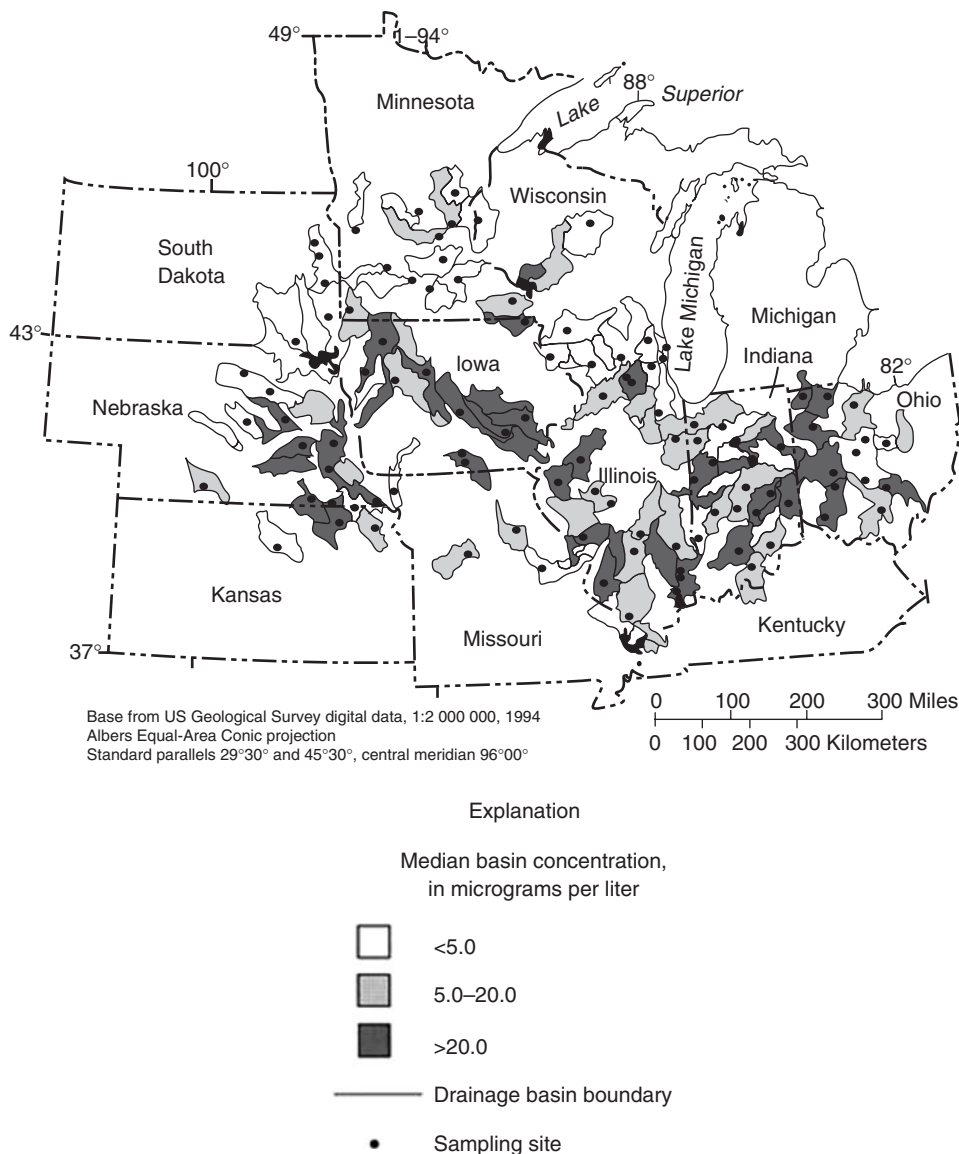 49°
1–94°
88°
Lake Superior
Minnesota
100°
Wisconsin
South
Dakota
Lake Michigan
Michigan
43°
Iowa
Indiana
82°
Ohio
Nebraska
Illinois
Kansas
Missouri
Kentucky
37°
0 100 200 300 Miles
0 100 200 300 Kilometers
Base from US Geological Survey digital data, 1:2 000 000, 1994
Albers Equal-Area Conic projection
Standard parallels 29°30° and 45°30°, central meridian 96°00°
Explanation
Median basin concentration,
in micrograms per liter
<5.0
5.0–20.0
>20.0
Drainage basin boundary
Sampling site